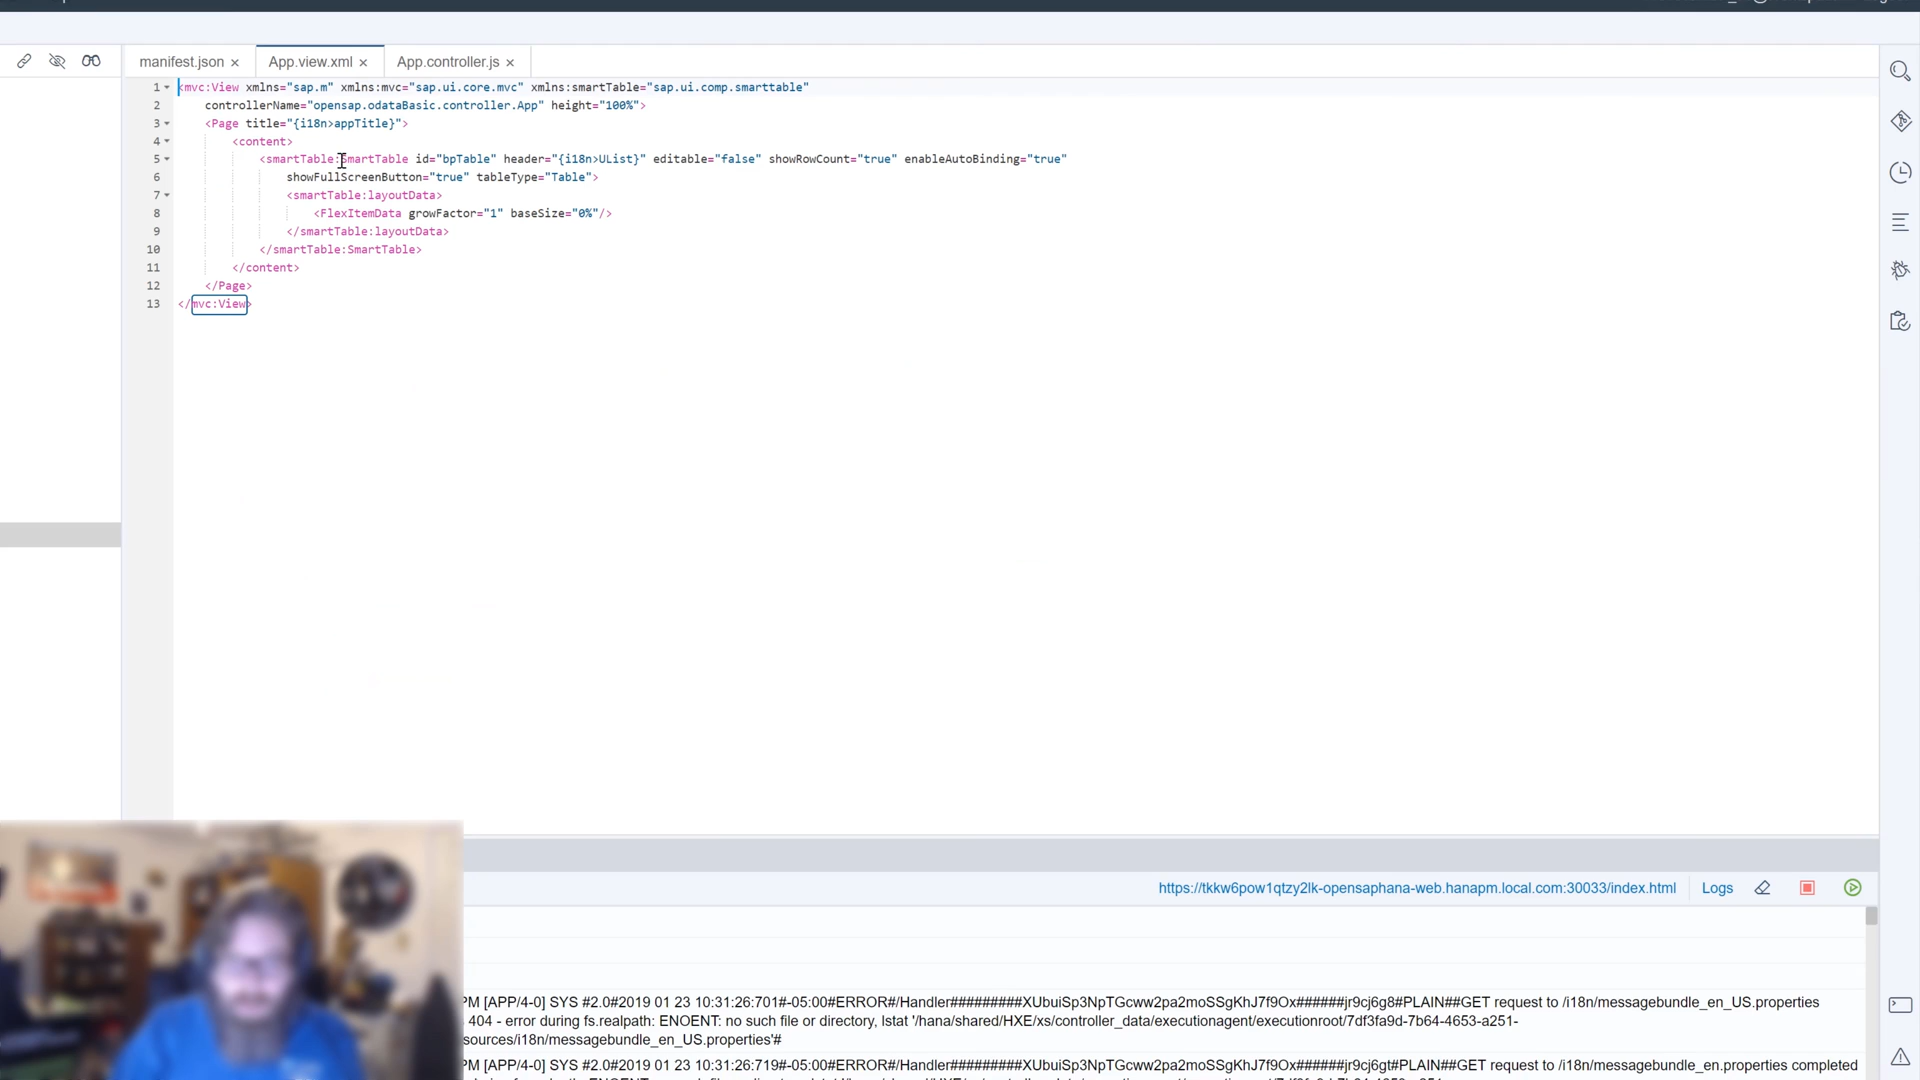 manifest.json ×
App.view.xml ×
App.controller.js ×
1 <mvc:View xmlns="sap.m" xmlns:mvc="sap.ui.core.mvc" xmlns:smartTable="sap.ui.comp.smarttable"
2 controllerName="opensap.odataBasic.controller.App" height="100%">
3 <Page title="{i18n>appTitle}">
4 <content>
5 <smartTable:SmartTable id="bpTable" header="{i18n>UList}" editable="false" showRowCount="true" enableAutoBinding="true"
6 showFullScreenButton="true" tableType="Table">
7 <smartTable:layoutData>
8 <FlexItemData growFactor="1" baseSize="0%"/>
9 </smartTable:layoutData>
10 </smartTable:SmartTable>
11 </content>
12 </Page>
13 </mvc:View>
https://tkkw6pow1qtzy2lk-opensaphana-web.hanapm.local.com:30033/index.html
Logs
PM [APP/4-0] SYS #2.0#2019 01 23 10:31:26:701#-05:00#ERROR#/Handler#########XUbuiSp3NpTGcww2pa2moSSgKhJ7f9Ox######jr9cj6g8#PLAIN##GET request to /i18n/messagebundle_en_US.properties
404 - error during fs.realpath: ENOENT: no such file or directory, lstat '/hana/shared/HXE/xs/controller_data/executionagent/executionroot/7df3fa9d-7b64-4653-a251-
sources/i18n/messagebundle_en_US.properties'#
PM [APP/4-0] SYS #2.0#2019 01 23 10:31:26:719#-05:00#ERROR#/Handler#########XUbuiSp3NpTGcww2pa2moSSgKhJ7f9Ox######jr9cj6gt#PLAIN##GET request to /i18n/messagebundle_en.properties completed